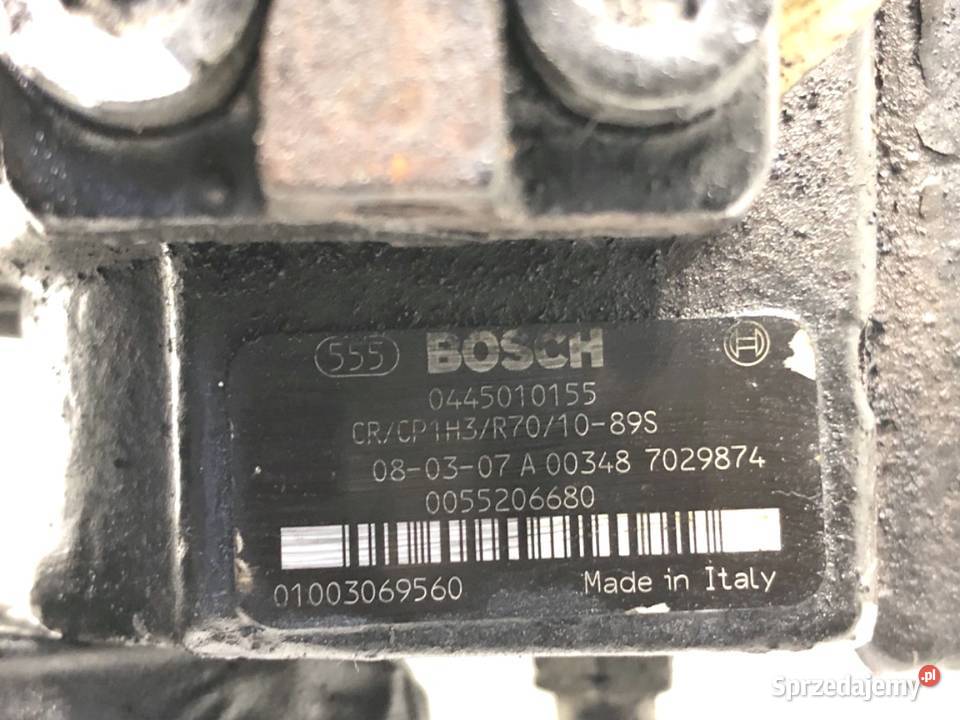 555 BOSCH
0445010155
CR/CP1H3/R70/10-89S
08-03-07 A 00348 7029874
0055206680
01003069560 Made in Italy
Sprzedajemy.pl